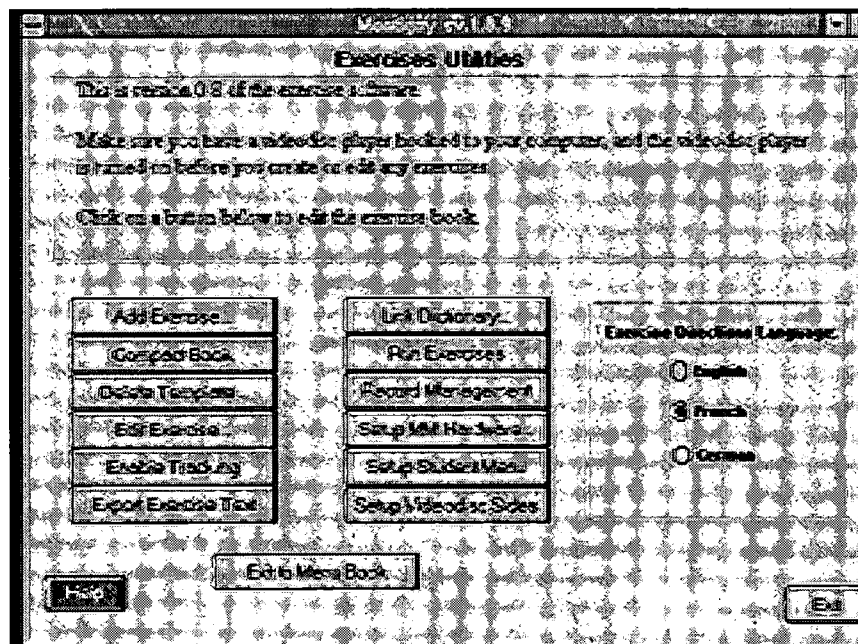 Exercises Utilities
This is version 0.8 of the exercise software.
Make sure you have a videodisc player hooked to your computer, and the videodisc player
is turned on before you create or edit any exercises.
Click on a button below to edit the exercise book.
Add Exercise...
Link Dictionary...
Compact Book
Run Exercises
Delete Template...
Record Management
Edit Exercise...
Setup MM Hardware...
Enable Tracking
Setup Student Menu
Export Exercise Text
Setup Videodisc Sides
Exercise Directions Language:
English
French
German
Exit to Menu Book
Help
Exit